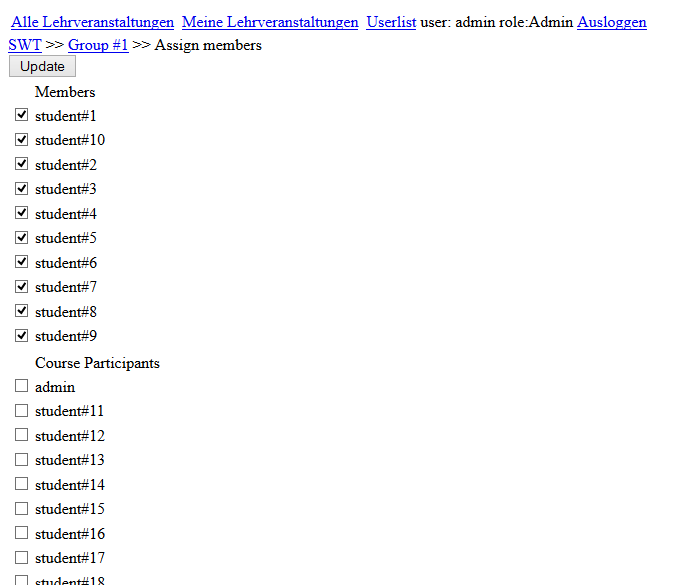 Alle Lehrveranstaltungen Meine Lehrveranstaltungen Userlist user: admin role:Admin Ausloggen
SWT >> Group #1 >> Assign members
Update
Members
student#1
student#10
student#2
student#3
student#4
student#5
student#6
student#7
student#8
student#9
Course Participants
admin
student#11
student#12
student#13
student#14
student#15
student#16
student#17
student#18